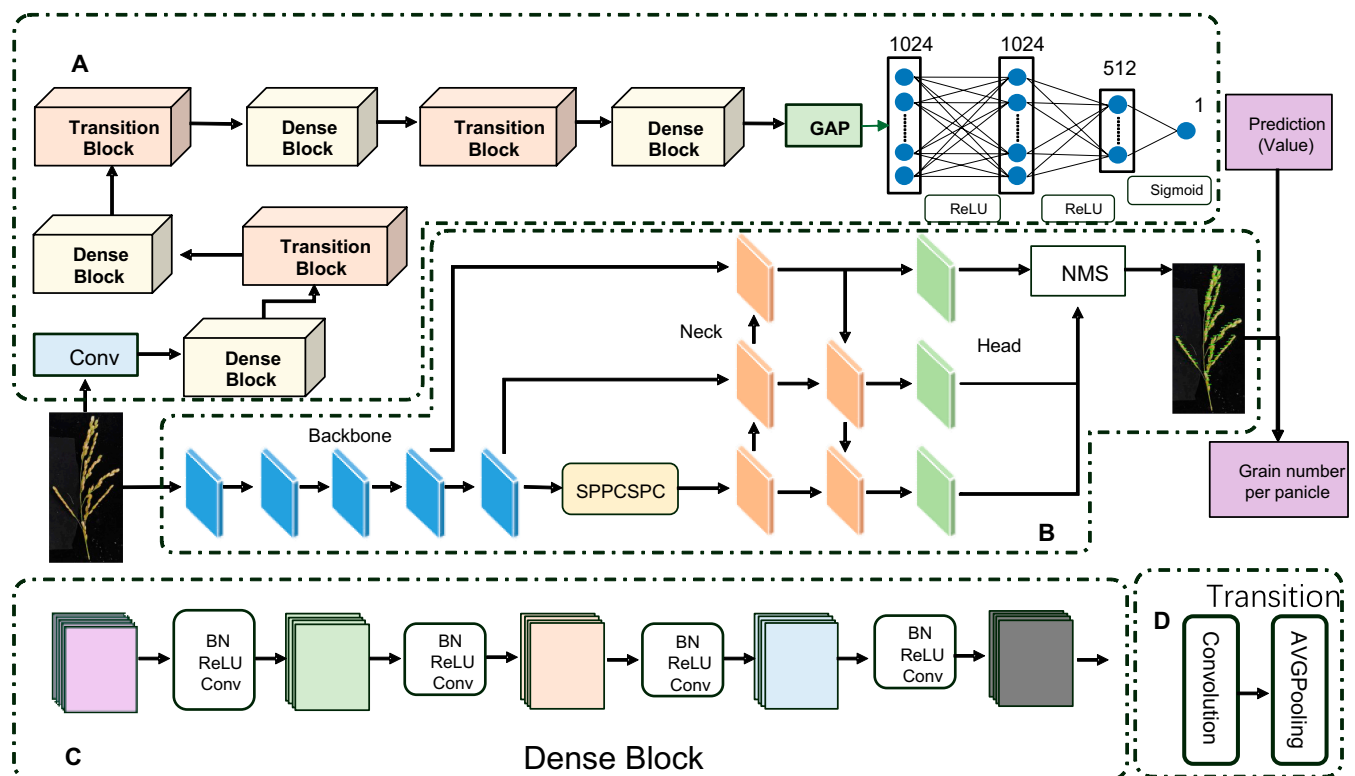 A
1024
1024
512
1
Transition
Block
Dense
Block
Transition
Block
Dense
Block
GAP
Prediction
(Value)
Sigmoid
ReLU
ReLU
Dense
Block
Transition
Block
NMS
Neck
Head
Conv
Dense
Block
Backbone
SPPCSPC
Grain number
per panicle
B
Transition
D
Convolution
AVGPooling
BN
ReLU
Conv
BN
ReLU
Conv
BN
ReLU
Conv
BN
ReLU
Conv
C
Dense Block